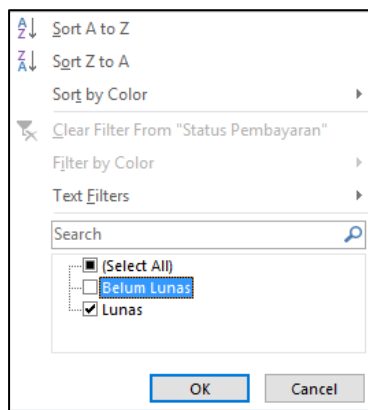 Sort A to Z
Sort Z to A
Sort by Color
Clear Filter From "Status Pembayaran"
Filter by Color
Text Filters
Search
(Select All)
Belum Lunas
Lunas
OK Cancel